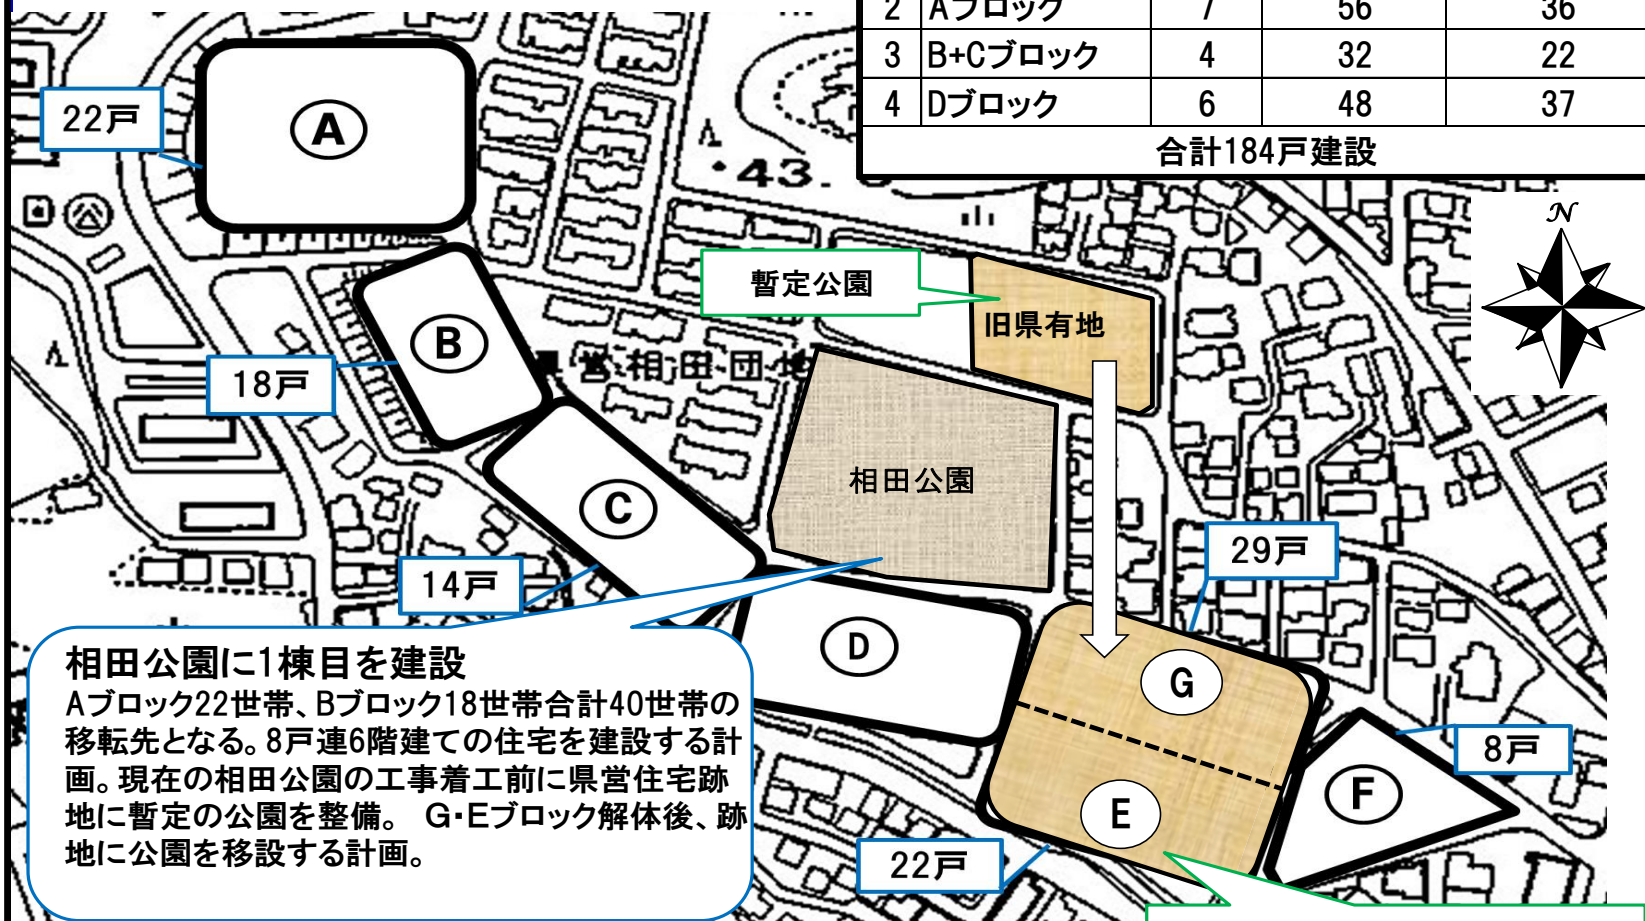 2 Aブロック 7 56 36
3 B+Cブロック 4 32 22
4 Dブロック 6 48 37
合計184戸建設
22戸
A
・43.
N
暫定公園
旧県有地
B
18戸
営相田団地
相田公園
C
14戸
29戸
D
G
8戸
F
E
22戸
相田公園に1棟目を建設
Aブロック22世帯、Bブロック18世帯合計40世帯の
移転先となる。8戸連6階建ての住宅を建設する計
画。現在の相田公園の工事着工前に県営住宅跡
地に暫定の公園を整備。 G・Eブロック解体後、跡
地に公園を移設する計画。